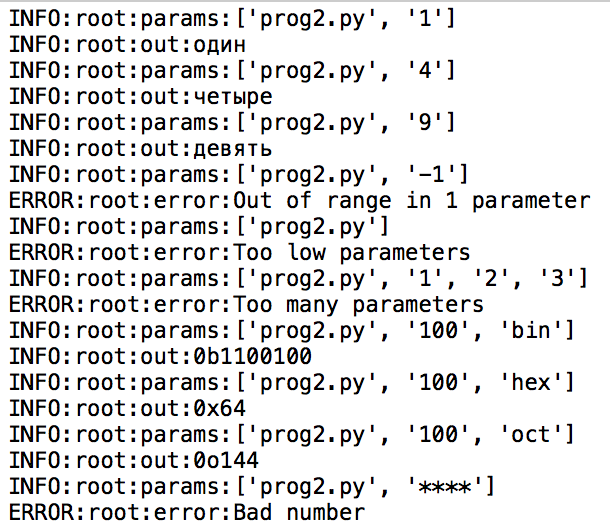 INFO:root:params:['prog2.py', '1']
INFO:root:out:один
INFO:root:params:['prog2.py', '4']
INFO:root:out:четыре
INFO:root:params:['prog2.py', '9']
INFO:root:out:девять
INFO:root:params:['prog2.py', '-1']
ERROR:root:error:Out of range in 1 parameter
INFO:root:params:['prog2.py']
ERROR:root:error:Too low parameters
INFO:root:params:['prog2.py', '1', '2', '3']
ERROR:root:error:Too many parameters
INFO:root:params:['prog2.py', '100', 'bin']
INFO:root:out:0b1100100
INFO:root:params:['prog2.py', '100', 'hex']
INFO:root:out:0x64
INFO:root:params:['prog2.py', '100', 'oct']
INFO:root:out:0o144
INFO:root:params:['prog2.py', '****']
ERROR:root:error:Bad number